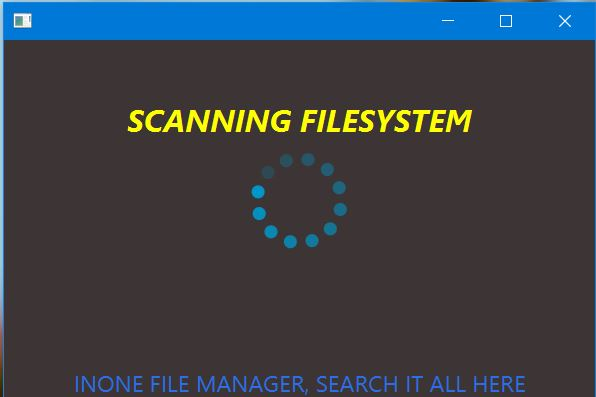 SCANNING FILESYSTEM
INONE FILE MANAGER, SEARCH IT ALL HERE